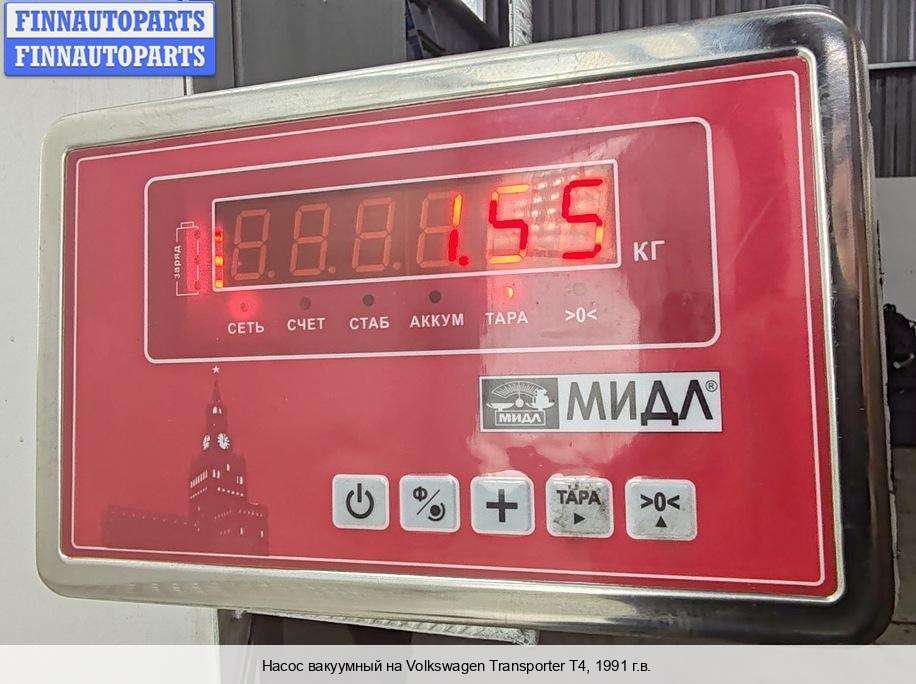 FINNAUTOPARTS
FINNAUTOPARTS
заряд
1.55
КГ
СЕТЬ СЧЕТ СТАБ АККУМ ТАРА >0<
МИДЛ МИДЛ®
Ф/ + ТАРА >0<
Насос вакуумный на Volkswagen Transporter T4, 1991 г.в.